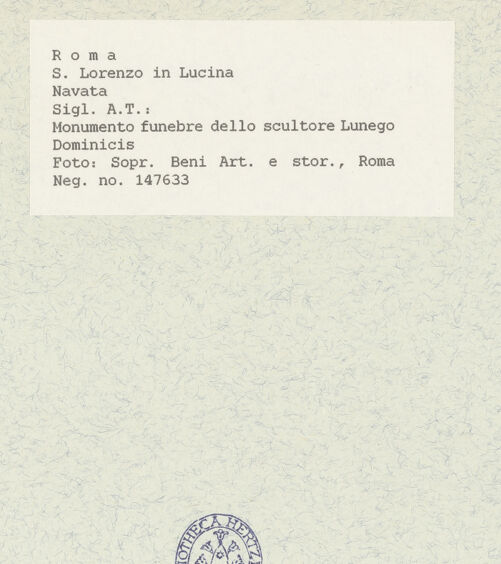 R o m a
S. Lorenzo in Lucina
Navata
Sigl. A.T.:
Monumento funebre dello scultore Lunego
Dominicis
Foto: Sopr. Beni Art. e stor., Roma
Neg. no. 147633